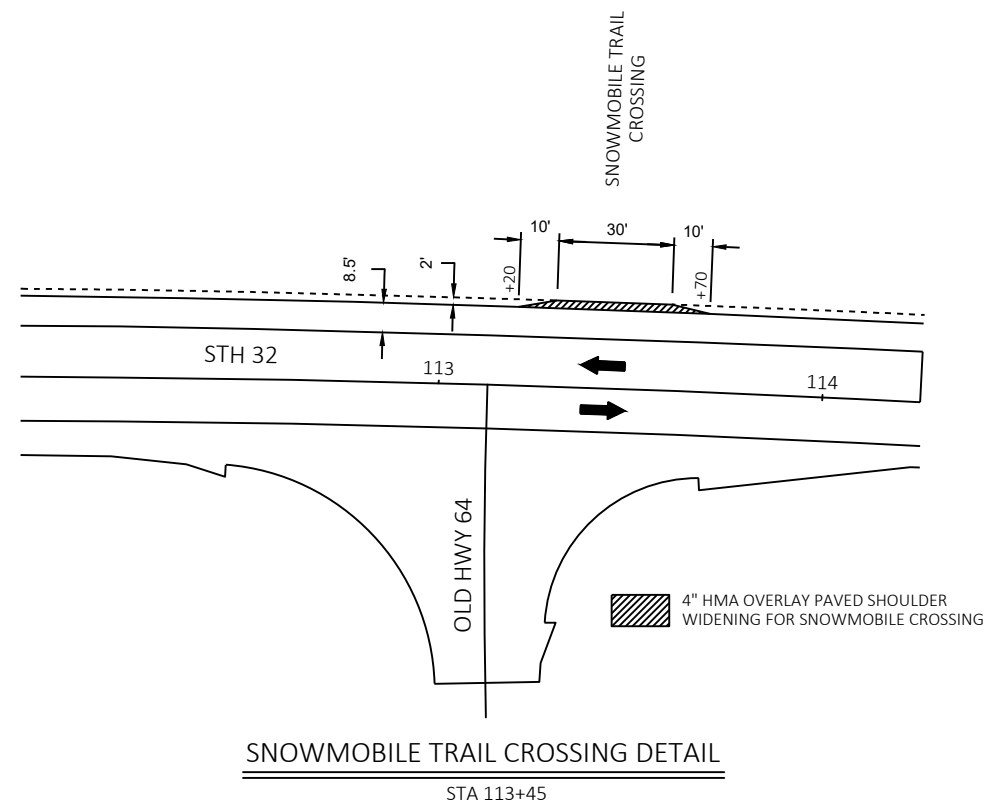 SNOWMOBILE TRAIL
CROSSING
10'
30'
10'
+20
+70
8.5'
2'
STH 32
113
114
OLD HWY 64
4" HMA OVERLAY PAVED SHOULDER
WIDENING FOR SNOWMOBILE CROSSING
SNOWMOBILE TRAIL CROSSING DETAIL
STA 113+45